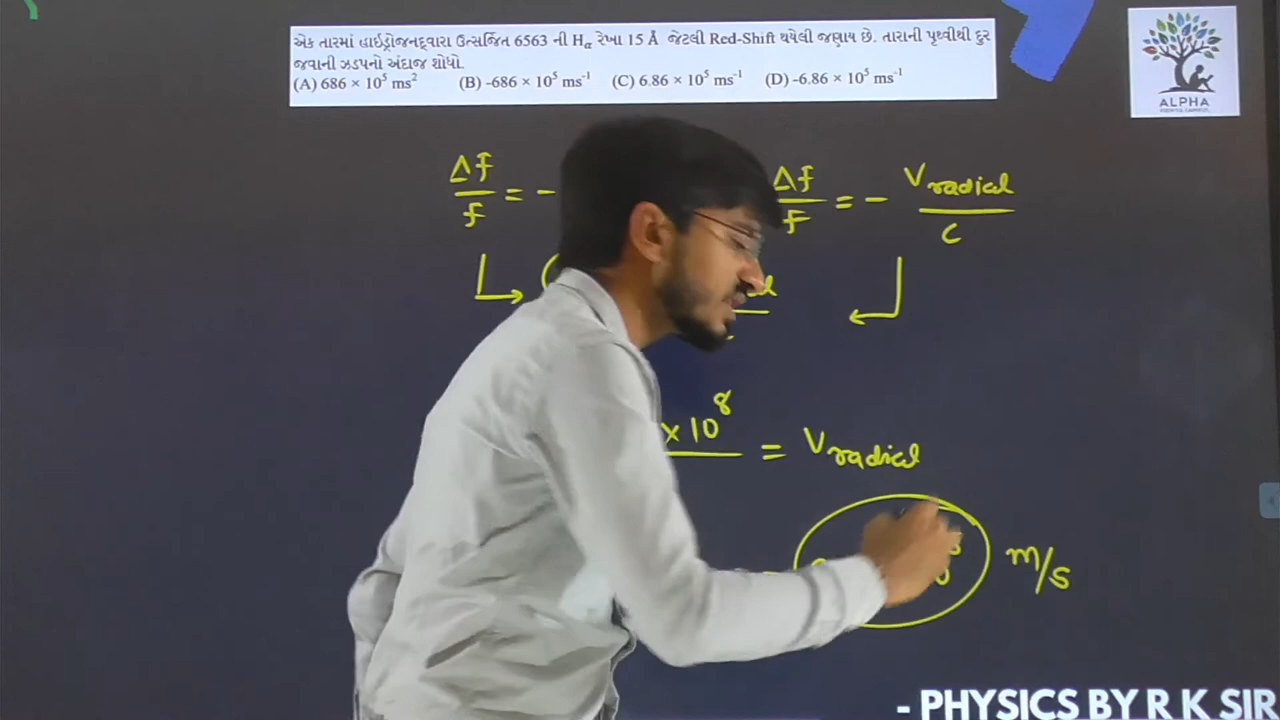 એક તારમાં હાઇડ્રોજનદ્વારા ઉત્સર્જિત 6563 ની Hα રેખા 15 Å જેટલી Red-Shift થયેલી જણાય છે. તારાની પૃથ્વીથી દુર
જવાની ઝડપનો અંદાજ શોધો.
(A) 686 × 10⁵ ms² (B) -686 × 10⁵ ms⁻¹ (C) 6.86 × 10⁵ ms⁻¹ (D) -6.86 × 10⁵ ms⁻¹
ALPHA
Δf/f = - Δf/f = - Vradial/c
× 10⁸ = Vradial
m/s
- PHYSICS BY R K SIR